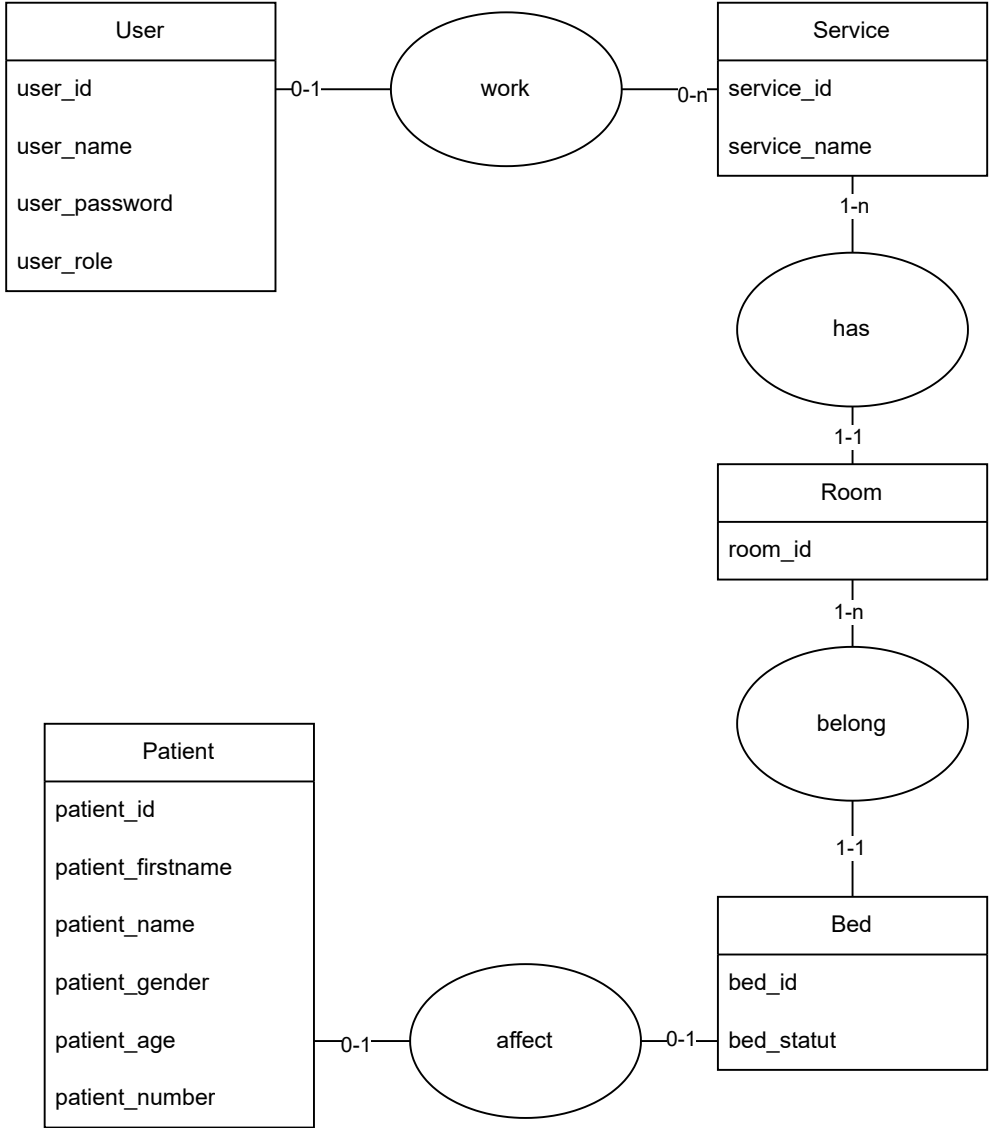 User
user_id
user_name
user_password
user_role
0-1
work
0-n
Service
service_id
service_name
1-n
has
1-1
Room
room_id
1-n
belong
1-1
Bed
bed_id
bed_statut
0-1
affect
0-1
Patient
patient_id
patient_firstname
patient_name
patient_gender
patient_age
patient_number